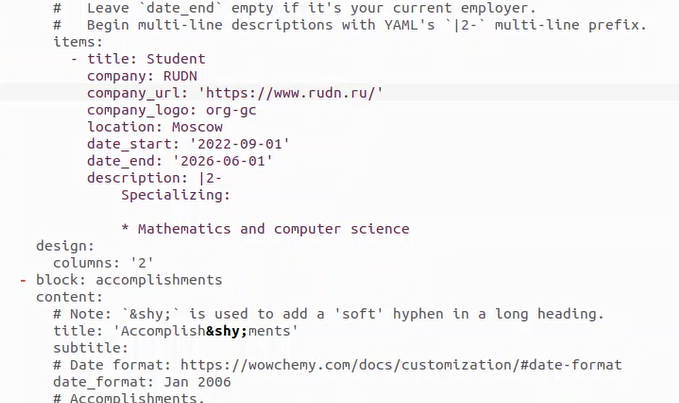 #   Leave `date_end` empty if it's your current employer.
#   Begin multi-line descriptions with YAML's `|2-` multi-line prefix.
items:
- title: Student
company: RUDN
company_url: 'https://www.rudn.ru/'
company_logo: org-gc
location: Moscow
date_start: '2022-09-01'
date_end: '2026-06-01'
description: |2-
Specializing:
* Mathematics and computer science
design:
columns: '2'
- block: accomplishments
content:
# Note: `&shy;` is used to add a 'soft' hyphen in a long heading.
title: 'Accomplish&shy;ments'
subtitle:
# Date format: https://wowchemy.com/docs/customization/#date-format
date_format: Jan 2006
# Accomplishments.